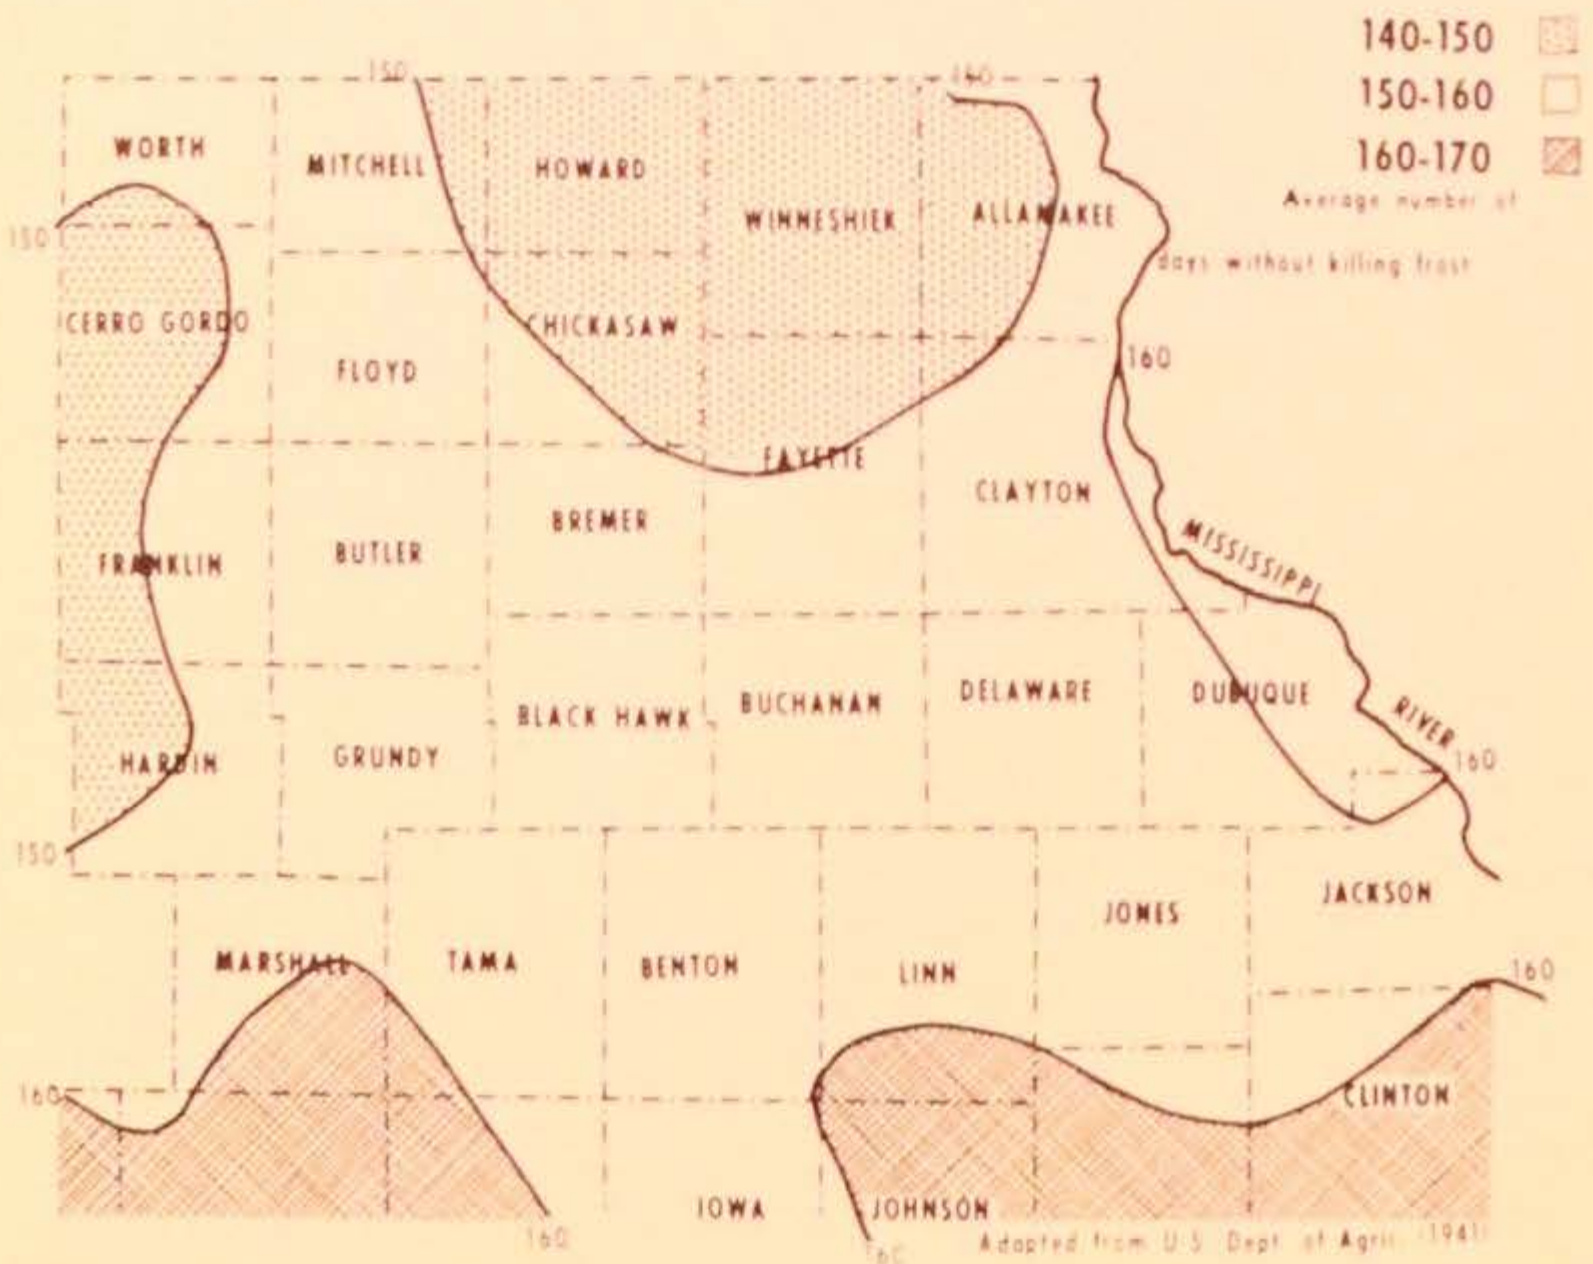 140-150
150-160
160-170
Average number of
days without killing frost
150
WORTH
MITCHELL
HOWARD
WINNESHIEK
ALLAMAKEE
150
CERRO GORDO
CHICKASAW
FLOYD
160
FAYETTE
CLAYTON
BREMER
BUTLER
FRANKLIN
MISSISSIPPI
RIVER
DELAWARE
DUBUQUE
BUCHANAN
BLACK HAWK
GRUNDY
HARDIN
160
150
JACKSON
JONES
MARSHALL
TAMA
BENTON
LINN
160
160
CLINTON
IOWA
JOHNSON
160
Adapted from U.S. Dept. of Agri. (1941)